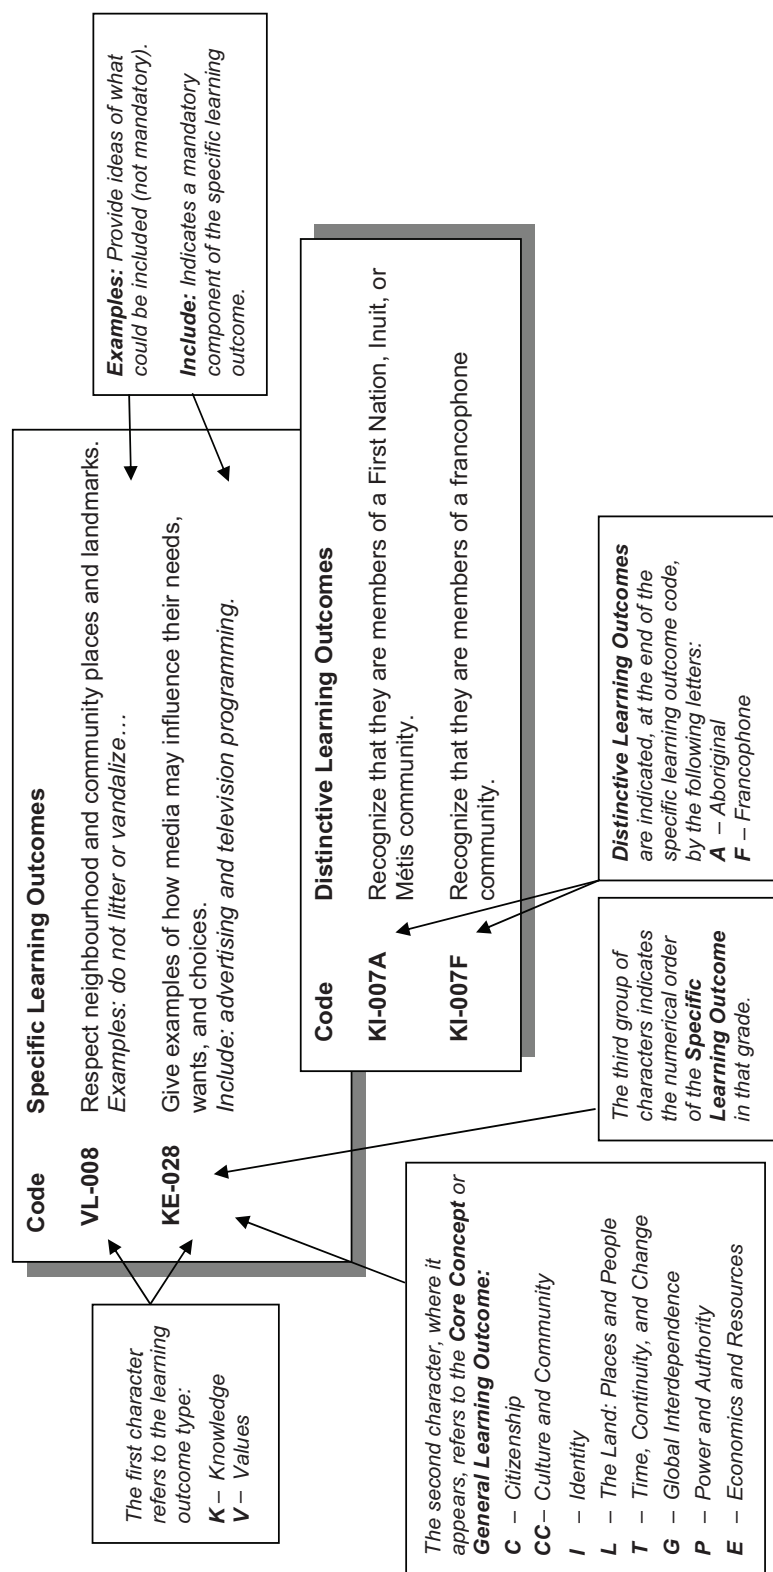 The first character
refers to the learning
outcome type:
K – Knowledge
V – Values
Code Specific Learning Outcomes
VL-008 Respect neighbourhood and community places and landmarks.
Examples: do not litter or vandalize…
KE-028 Give examples of how media may influence their needs,
wants, and choices.
Include: advertising and television programming.
Examples: Provide ideas of what
could be included (not mandatory).
Include: Indicates a mandatory
component of the specific learning
outcome.
Code Distinctive Learning Outcomes
KI-007A Recognize that they are members of a First Nation, Inuit, or
Métis community.
KI-007F Recognize that they are members of a francophone
community.
The second character, where it
appears, refers to the Core Concept or
General Learning Outcome:
C – Citizenship
CC – Culture and Community
I – Identity
L – The Land: Places and People
T – Time, Continuity, and Change
G – Global Interdependence
P – Power and Authority
E – Economics and Resources
The third group of
characters indicates
the numerical order
of the Specific
Learning Outcome
in that grade.
Distinctive Learning Outcomes
are indicated, at the end of the
specific learning outcome code,
by the following letters:
A – Aboriginal
F – Francophone